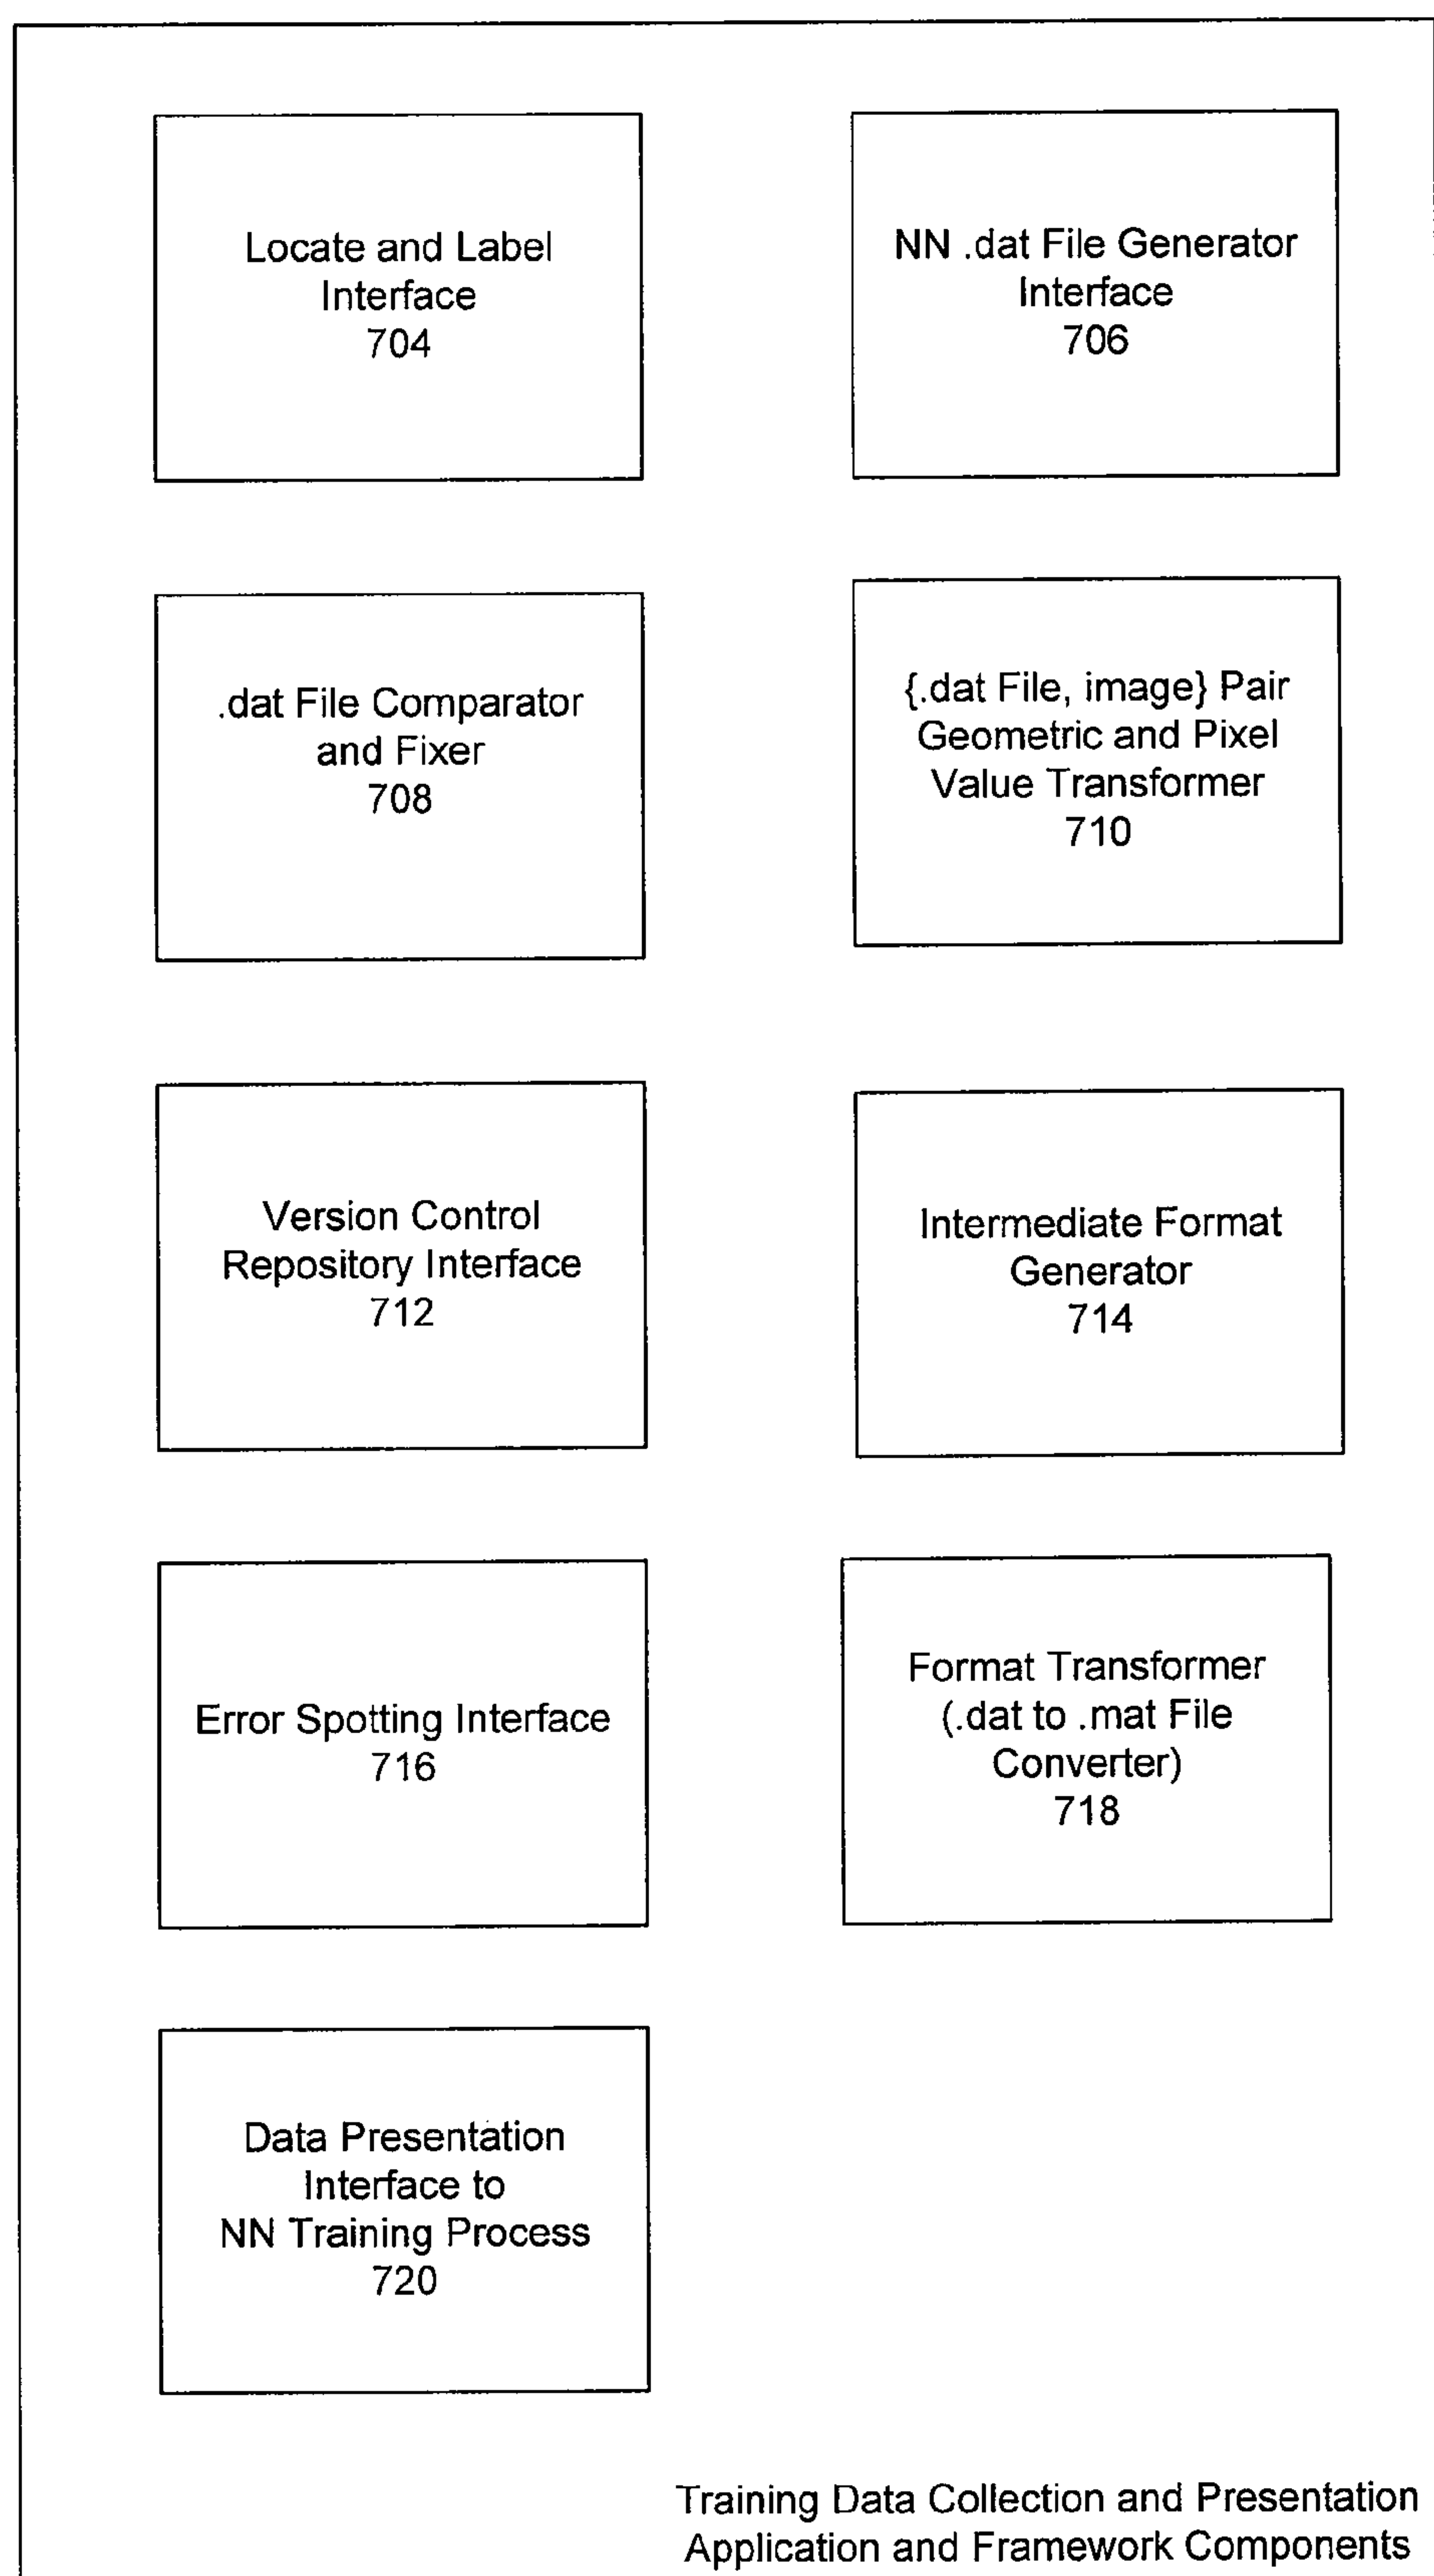 Locate and Label
Interface
704
NN .dat File Generator
Interface
706
.dat File Comparator
and Fixer
708
{.dat File, image} Pair
Geometric and Pixel
Value Transformer
710
Version Control
Repository Interface
712
Intermediate Format
Generator
714
Error Spotting Interface
716
Format Transformer
(.dat to .mat File
Converter)
718
Data Presentation
Interface to
NN Training Process
720
Training Data Collection and Presentation
Application and Framework Components